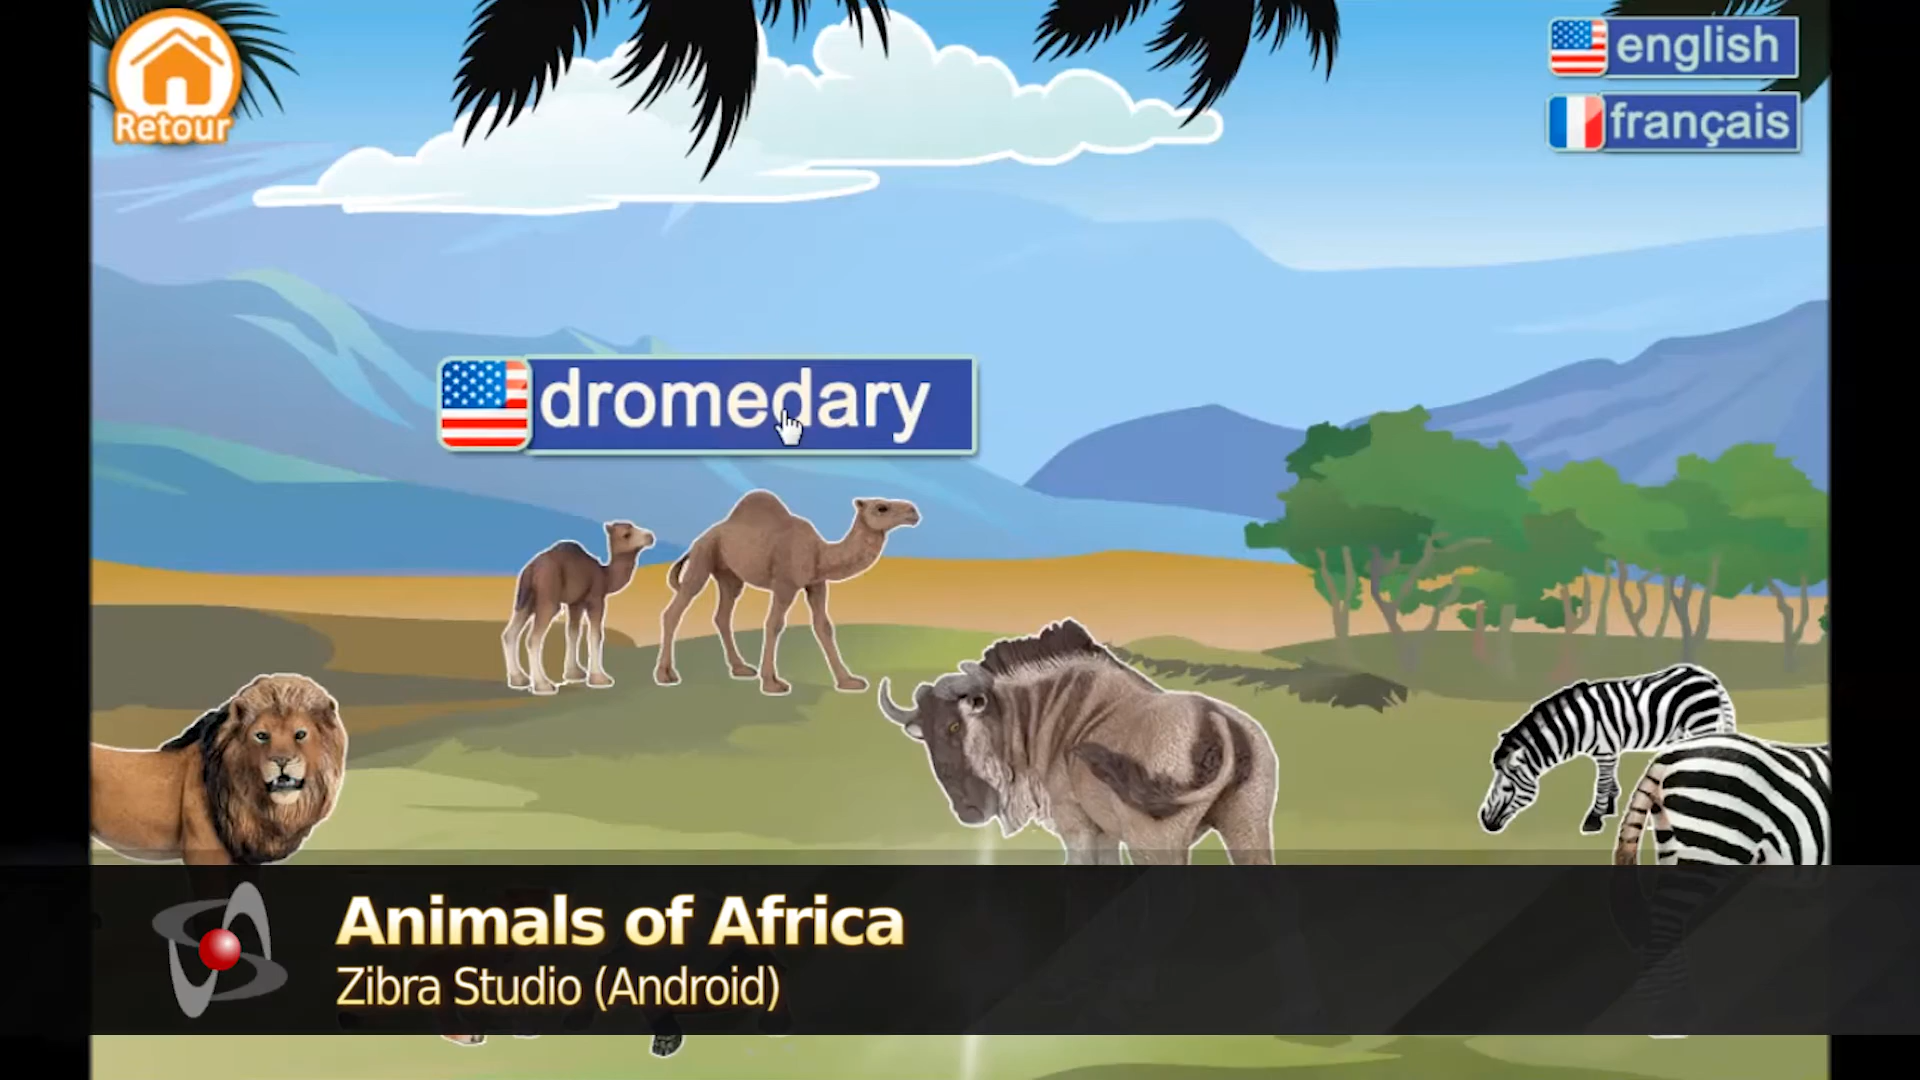 Retour
english
français
dromedary
Animals of Africa
Zibra Studio (Android)